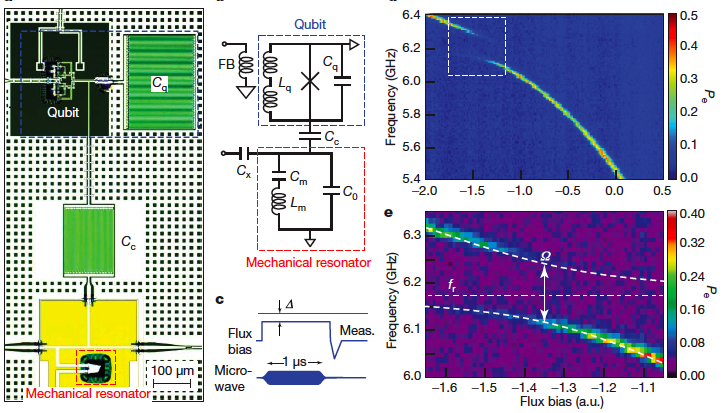 Qubit
C_q
C_c
100 μm
Mechanical resonator
Qubit
FB
L_q
C_q
C_c
C_x
C_m
L_m
C_0
Mechanical resonator
c
Δ
Flux
bias
Meas.
1 μs
Micro-
wave
6.4
6.2
6.0
5.8
5.6
5.4
Frequency (GHz)
-2.0
-1.5
-1.0
-0.5
0.0
0.5
0.5
0.4
0.3
0.2
0.1
0.0
P_e
e
6.3
6.2
6.1
6.0
Frequency (GHz)
Ω
f_r
-1.6
-1.5
-1.4
-1.3
-1.2
-1.1
Flux bias (a.u.)
0.40
0.32
0.24
0.16
0.08
0.00
P_e